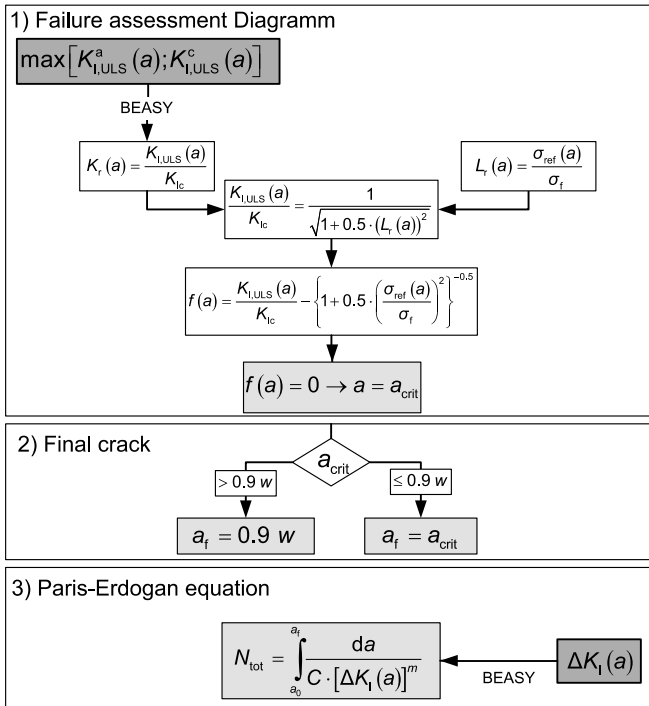 1) Failure assessment Diagramm
max[K^a_I,ULS(a);K^c_I,ULS(a)]
BEASY
K_r(a)=K_I,ULS(a)/K_Ic
L_r(a)=σ_ref(a)/σ_f
K_I,ULS(a)/K_Ic=1/√(1+0.5·(L_r(a))^2)
f(a)=K_I,ULS(a)/K_Ic−{1+0.5·(σ_ref(a)/σ_f)^2}^−0.5
f(a)=0→a=a_crit
2) Final crack
a_crit
> 0.9 w
≤ 0.9 w
a_f=0.9 w
a_f=a_crit
3) Paris-Erdogan equation
N_tot=∫_a_0^a_f da/(C·[ΔK_I(a)]^m)
BEASY
ΔK_I(a)